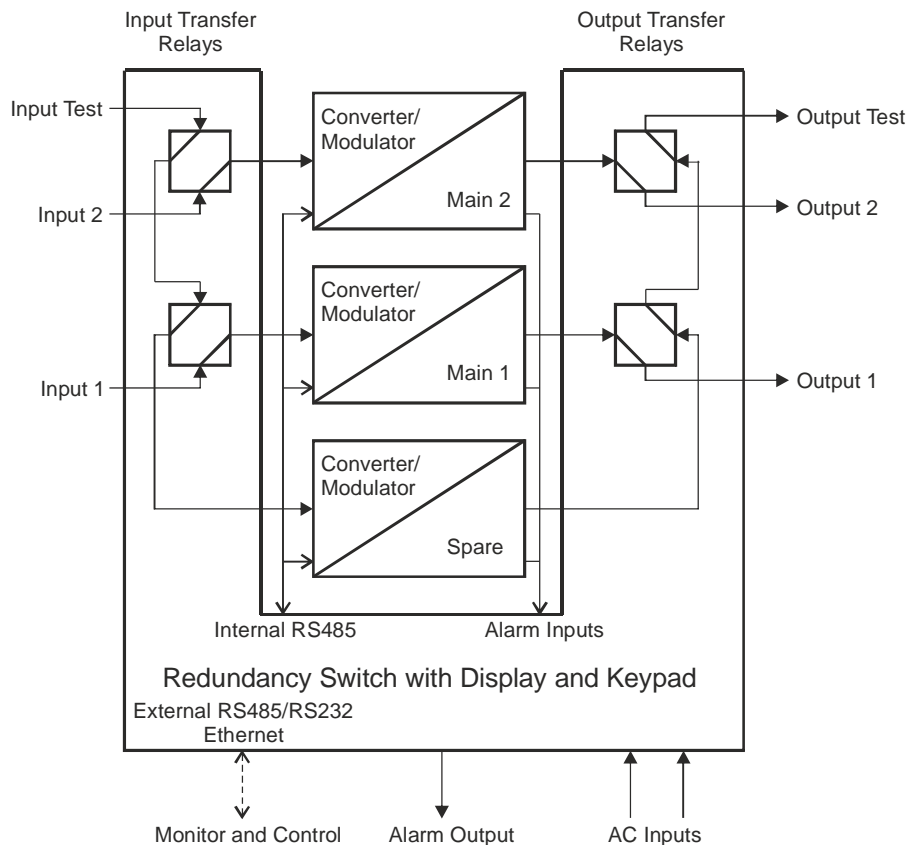 Input Transfer
Relays
Output Transfer
Relays
Input Test
Converter/
Modulator
Main 2
Output Test
Input 2
Output 2
Converter/
Modulator
Main 1
Input 1
Output 1
Converter/
Modulator
Spare
Internal RS485
Alarm Inputs
Redundancy Switch with Display and Keypad
External RS485/RS232
Ethernet
Monitor and Control
Alarm Output
AC Inputs